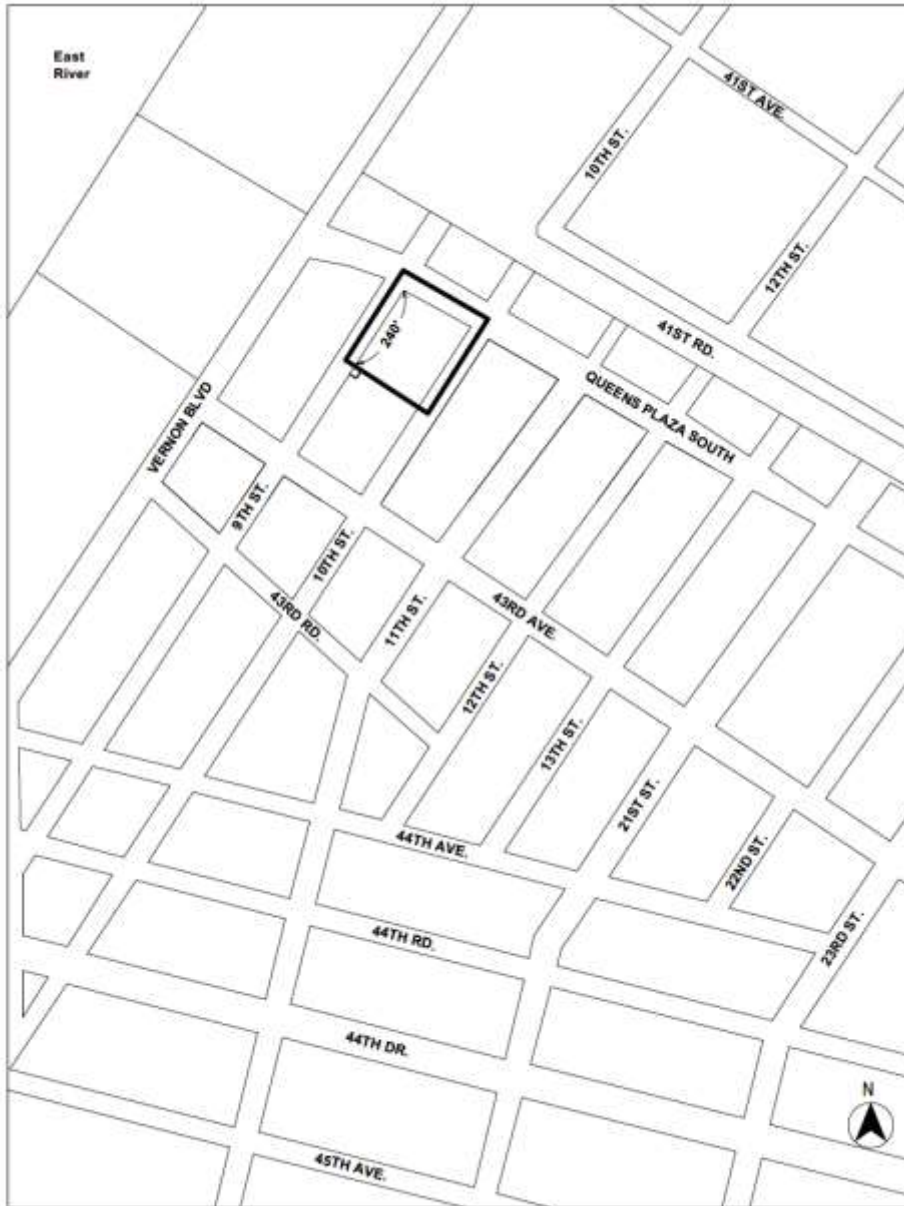 East
River
41ST AVE.
10TH ST.
12TH ST.
240'
41ST RD.
QUEENS PLAZA SOUTH
VERNON BLVD
9TH ST.
10TH ST.
43RD RD.
11TH ST.
43RD AVE.
12TH ST.
13TH ST.
21ST ST.
44TH AVE.
22ND ST.
44TH RD.
23RD ST.
44TH DR.
N
45TH AVE.